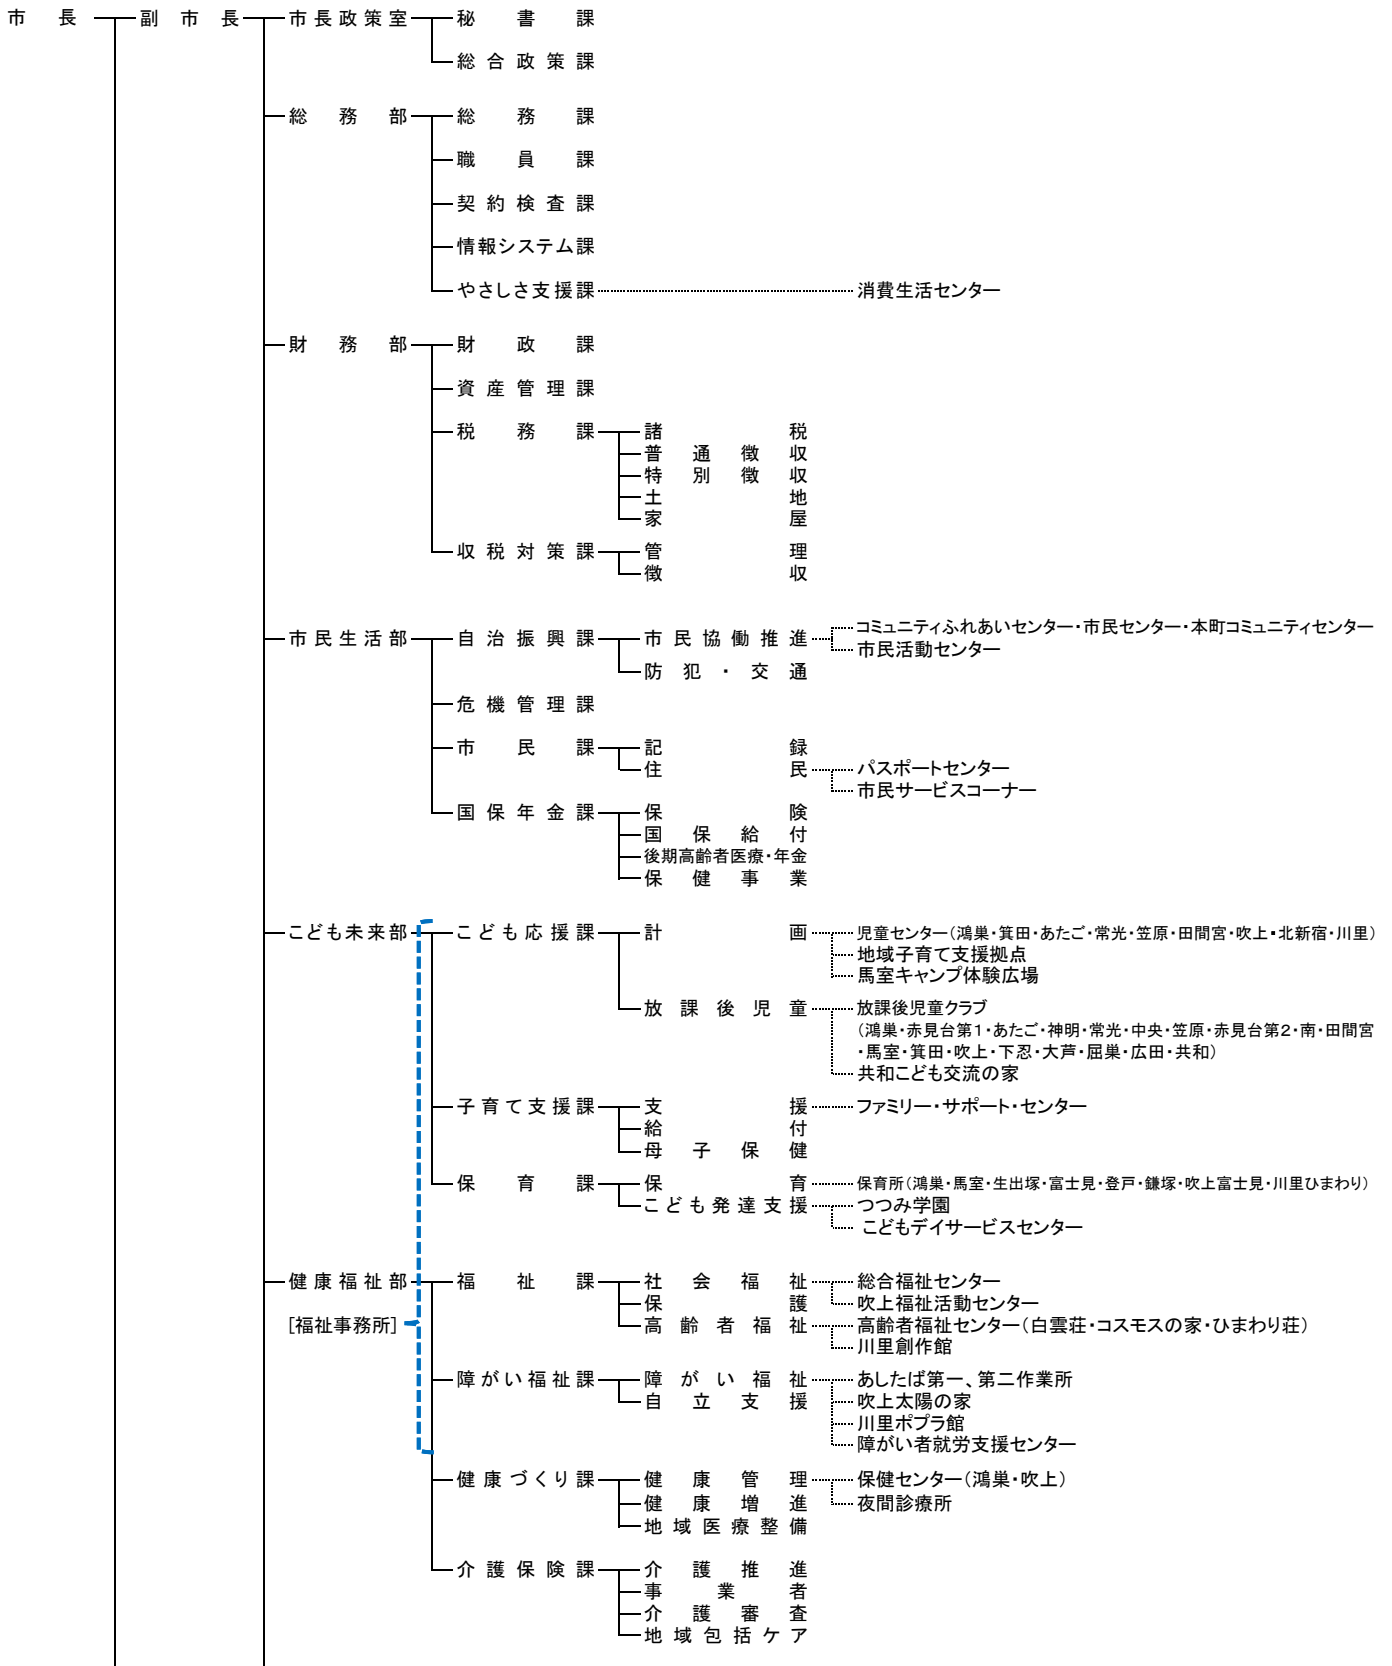 市長 副市長 市長政策室 秘書課
総合政策課
総務部 総務課
職員課
契約検査課
情報システム課
やさしさ支援課 消費生活センター
財務部 財政課
資産管理課
税務課 諸税
普通徴収
特別徴収
土地
家屋
収税対策課 管理
徴収
市民生活部 自治振興課 市民協働推進 コミュニティふれあいセンター・市民センター・本町コミュニティセンター
市民活動センター
防犯・交通
危機管理課
市民課 記録
住民 パスポートセンター
市民サービスコーナー
国保年金課 保険
国保給付
後期高齢者医療・年金
保健事業
こども未来部 こども応援課 計画 児童センター（鴻巣・箕田・あたご・常光・笠原・田間宮・吹上・北新宿・川里）
地域子育て支援拠点
馬室キャンプ体験広場
放課後児童 放課後児童クラブ
（鴻巣・赤見台第１・あたご・神明・常光・中央・笠原・赤見台第２・南・田間宮
・馬室・箕田・吹上・下忍・大芦・屈巣・広田・共和）
共和こども交流の家
子育て支援課 支援 ファミリー・サポート・センター
給付
母子保健
保育課 保育 保育所（鴻巣・馬室・生出塚・富士見・登戸・鎌塚・吹上富士見・川里ひまわり）
こども発達支援 つつみ学園
こどもデイサービスセンター
健康福祉部 福祉課 社会福祉 総合福祉センター
保護 吹上福祉活動センター
［福祉事務所］ 高齢者福祉 高齢者福祉センター（白雲荘・コスモスの家・ひまわり荘）
川里創作館
障がい福祉課 障がい福祉 あしたば第一、第二作業所
自立支援 吹上太陽の家
川里ポプラ館
障がい者就労支援センター
健康づくり課 健康管理 保健センター（鴻巣・吹上）
健康増進 夜間診療所
地域医療整備
介護保険課 介護推進
事業者
介護審査
地域包括ケア